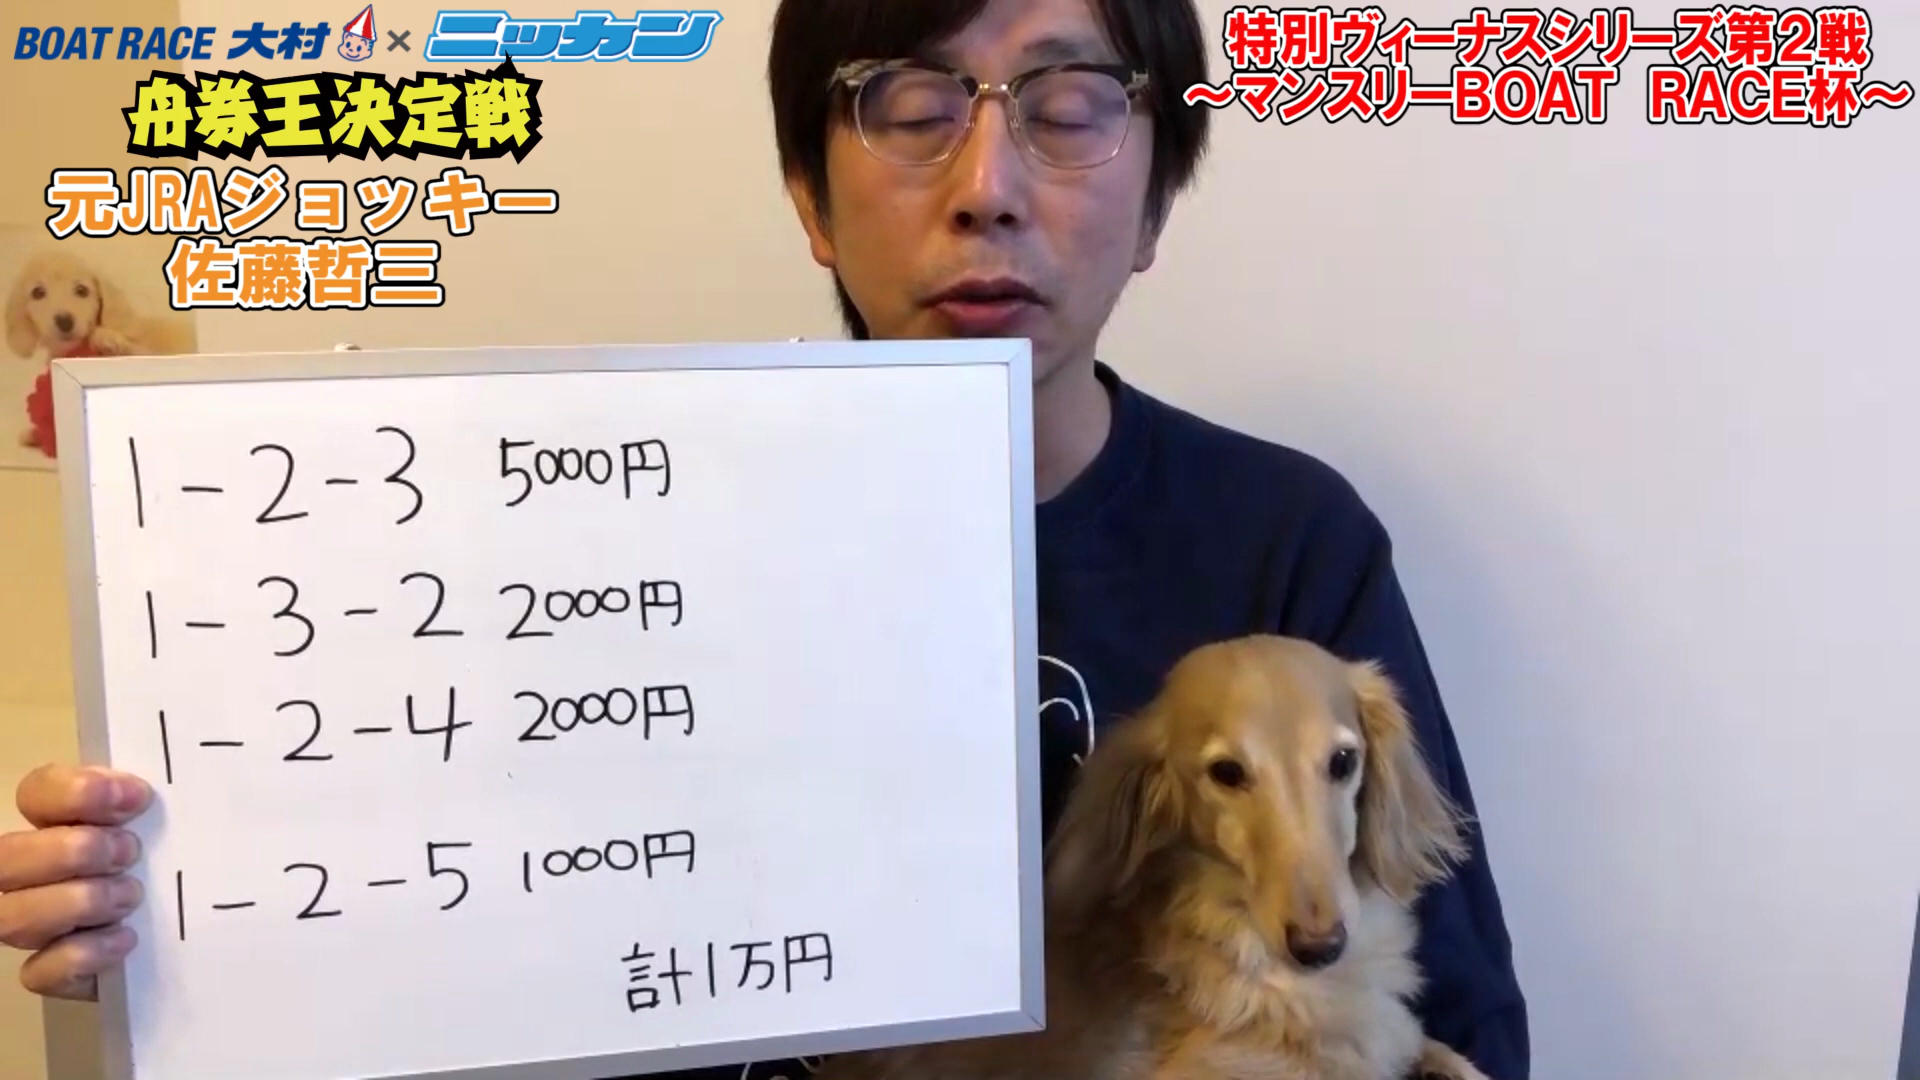 BOAT RACE 大村 × ニッカン
舟券王決定戦
元JRAジョッキー
佐藤哲三
特別ヴィーナスシリーズ第2戦
～マンスリーBOAT RACE杯～
1-2-3 5000円
1-3-2 2000円
1-2-4 2000円
1-2-5 1000円
計1万円